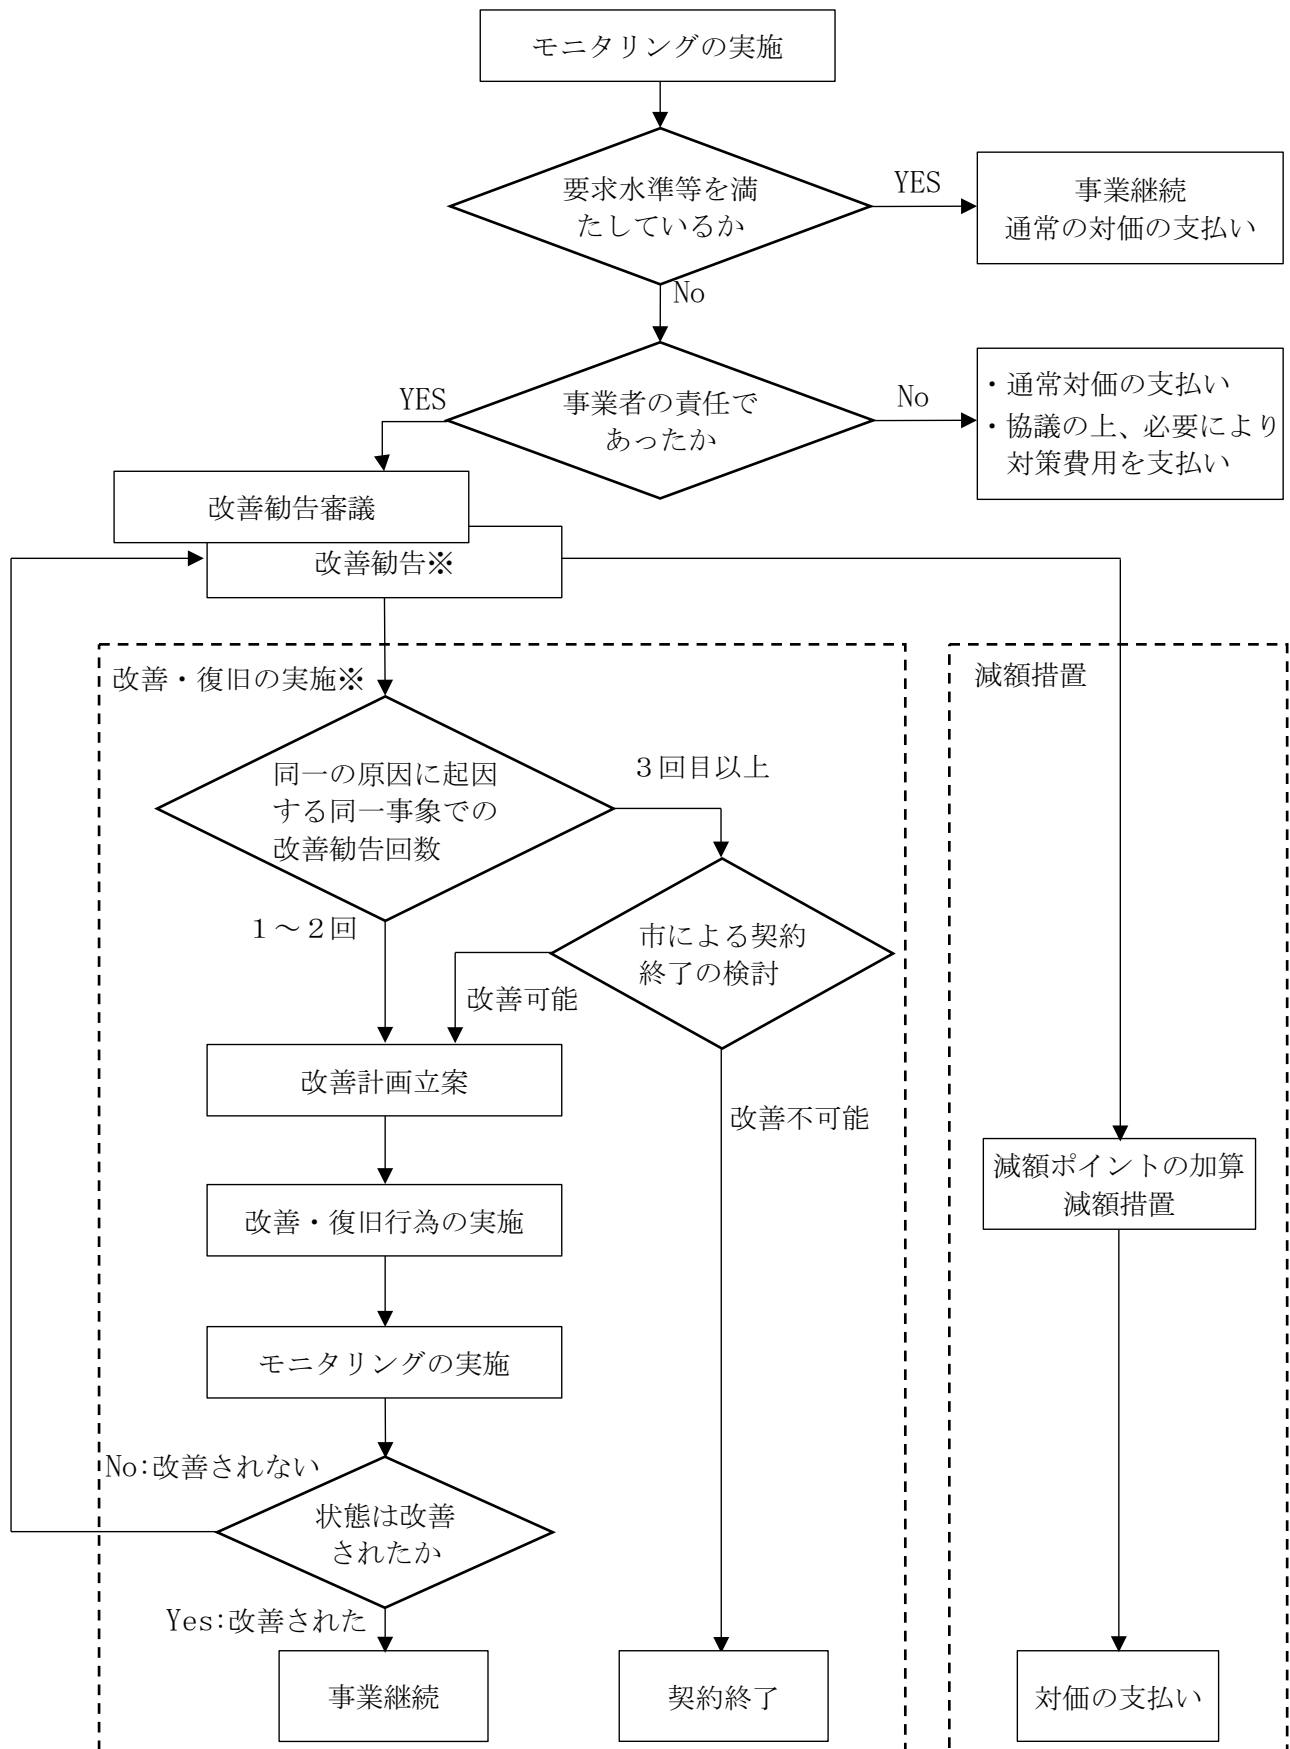 モニタリングの実施
要求水準等を満
たしているか
YES
事業継続
通常の対価の支払い
No
事業者の責任で
あったか
YES
No
・通常対価の支払い
・協議の上、必要により
対策費用を支払い
改善勧告審議
改善勧告※
改善・復旧の実施※
減額措置
同一の原因に起因
する同一事象での
改善勧告回数
３回目以上
１～２回
市による契約
終了の検討
改善可能
改善不可能
改善計画立案
改善・復旧行為の実施
モニタリングの実施
減額ポイントの加算
減額措置
No:改善されない
状態は改善
されたか
Yes:改善された
事業継続
契約終了
対価の支払い